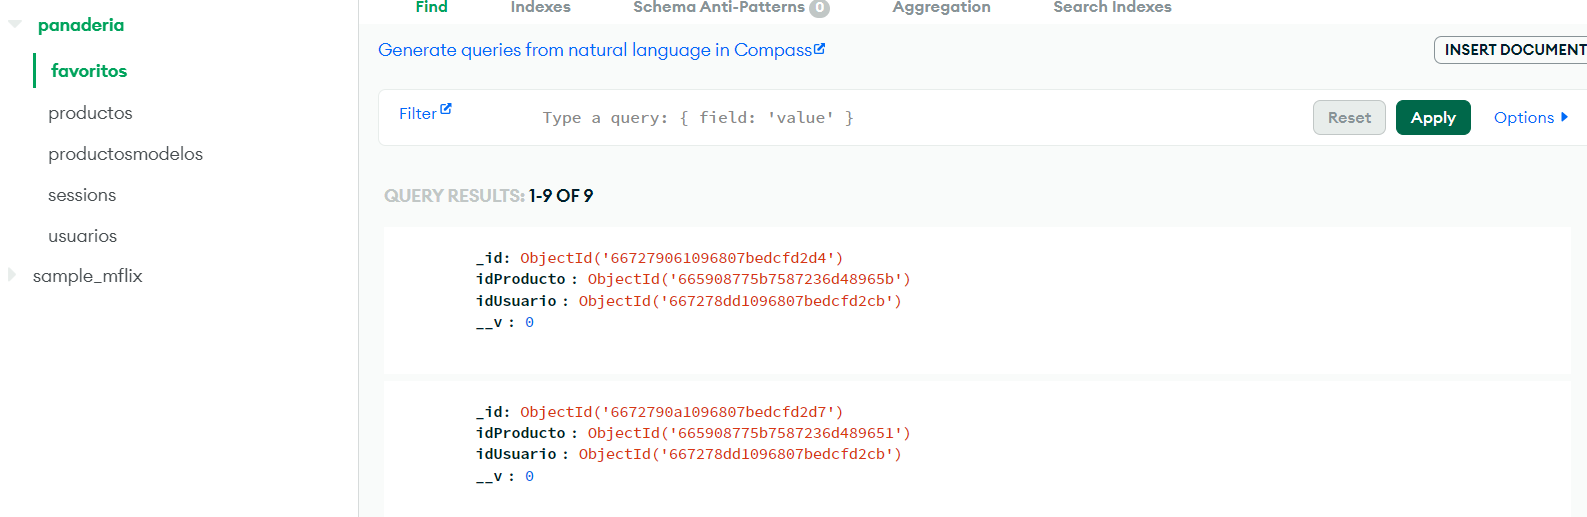 Find Indexes Schema Anti-Patterns 0 Aggregation Search Indexes
panaderia
favoritos
productos
productosmodelos
sessions
usuarios
sample_mflix
Generate queries from natural language in Compass
INSERT DOCUMENT
Filter Type a query: { field: 'value' } Reset Apply Options
QUERY RESULTS: 1-9 OF 9
_id: ObjectId('667279061096807bedcfd2d4')
idProducto : ObjectId('665908775b7587236d48965b')
idUsuario : ObjectId('667278dd1096807bedcfd2cb')
__v : 0
_id: ObjectId('6672790a1096807bedcfd2d7')
idProducto : ObjectId('665908775b7587236d489651')
idUsuario : ObjectId('667278dd1096807bedcfd2cb')
__v : 0